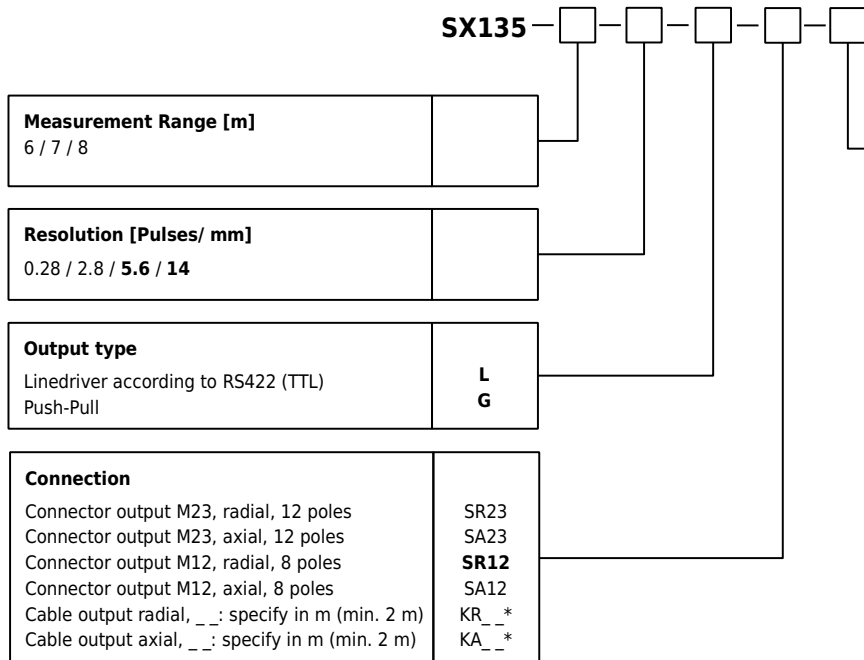 SX135
Measurement Range [m]
6 / 7 / 8
Resolution [Pulses/ mm]
0.28 / 2.8 / 5.6 / 14
Output type
Linedriver according to RS422 (TTL) L
Push-Pull G
Connection
Connector output M23, radial, 12 poles SR23
Connector output M23, axial, 12 poles SA23
Connector output M12, radial, 8 poles SR12
Connector output M12, axial, 8 poles SA12
Cable output radial, _ _: specify in m (min. 2 m) KR_ _*
Cable output axial, _ _: specify in m (min. 2 m) KA_ _*